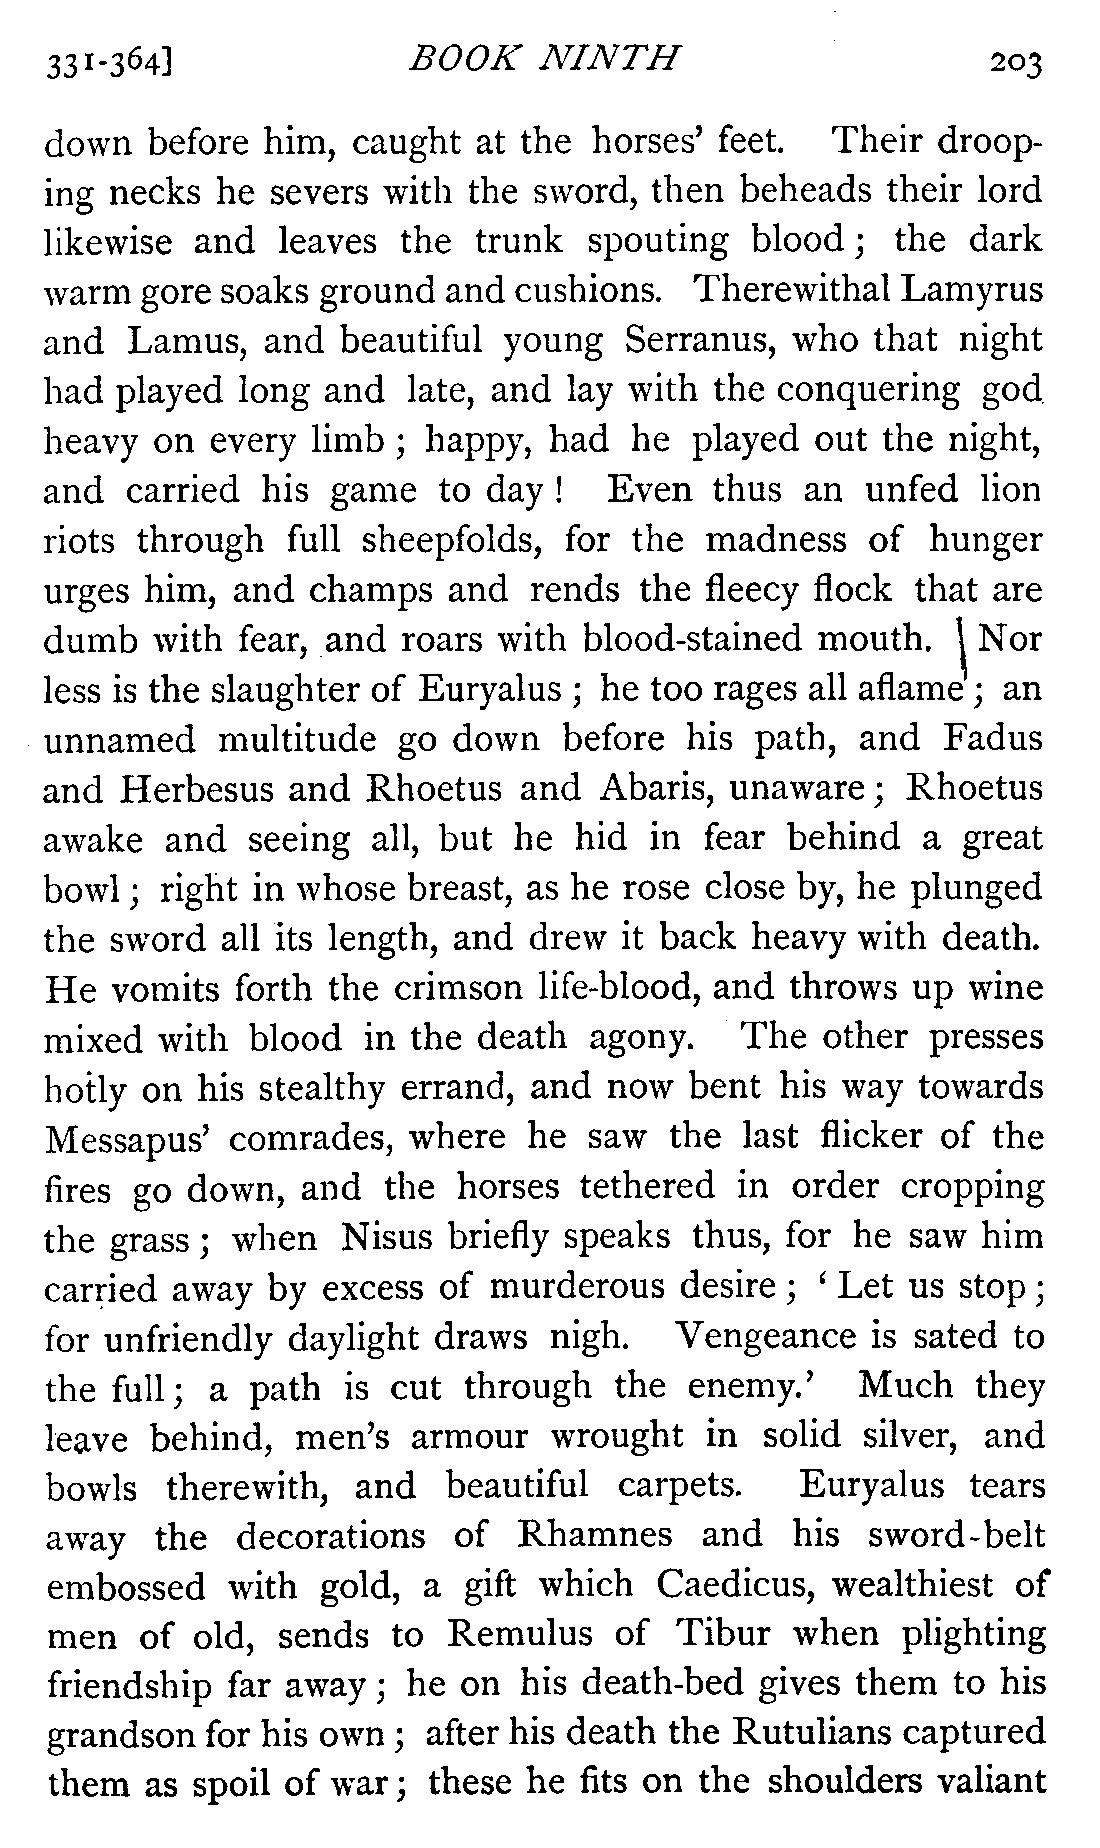 331-364] BOOK NINTH 203
down before him, caught at the horses’ feet. Their droop-
ing necks he severs with the sword, then beheads their lord
likewise and leaves the trunk spouting blood ; the dark
warm gore soaks ground and cushions. Therewithal Lamyrus
and Lamus, and beautiful young Serranus, who that night
had played long and late, and lay with the conquering god
heavy on every limb ; happy, had he played out the night,
and carried his game to day ! Even thus an unfed lion
riots through full sheepfolds, for the madness of hunger
urges him, and champs and rends the fleecy flock that are
dumb with fear, and roars with blood-stained mouth. Nor
less is the slaughter of Euryalus ; he too rages all aflame ; an
unnamed multitude go down before his path, and Fadus
and Herbesus and Rhoetus and Abaris, unaware ; Rhoetus
awake and seeing all, but he hid in fear behind a great
bowl ; right in whose breast, as he rose close by, he plunged
the sword all its length, and drew it back heavy with death.
He vomits forth the crimson life-blood, and throws up wine
mixed with blood in the death agony. The other presses
hotly on his stealthy errand, and now bent his way towards
Messapus’ comrades, where he saw the last flicker of the
fires go down, and the horses tethered in order cropping
the grass ; when Nisus briefly speaks thus, for he saw him
carried away by excess of murderous desire ; ‘ Let us stop ;
for unfriendly daylight draws nigh. Vengeance is sated to
the full ; a path is cut through the enemy.’ Much they
leave behind, men’s armour wrought in solid silver, and
bowls therewith, and beautiful carpets. Euryalus tears
away the decorations of Rhamnes and his sword-belt
embossed with gold, a gift which Caedicus, wealthiest of
men of old, sends to Remulus of Tibur when plighting
friendship far away ; he on his death-bed gives them to his
grandson for his own ; after his death the Rutulians captured
them as spoil of war ; these he fits on the shoulders valiant